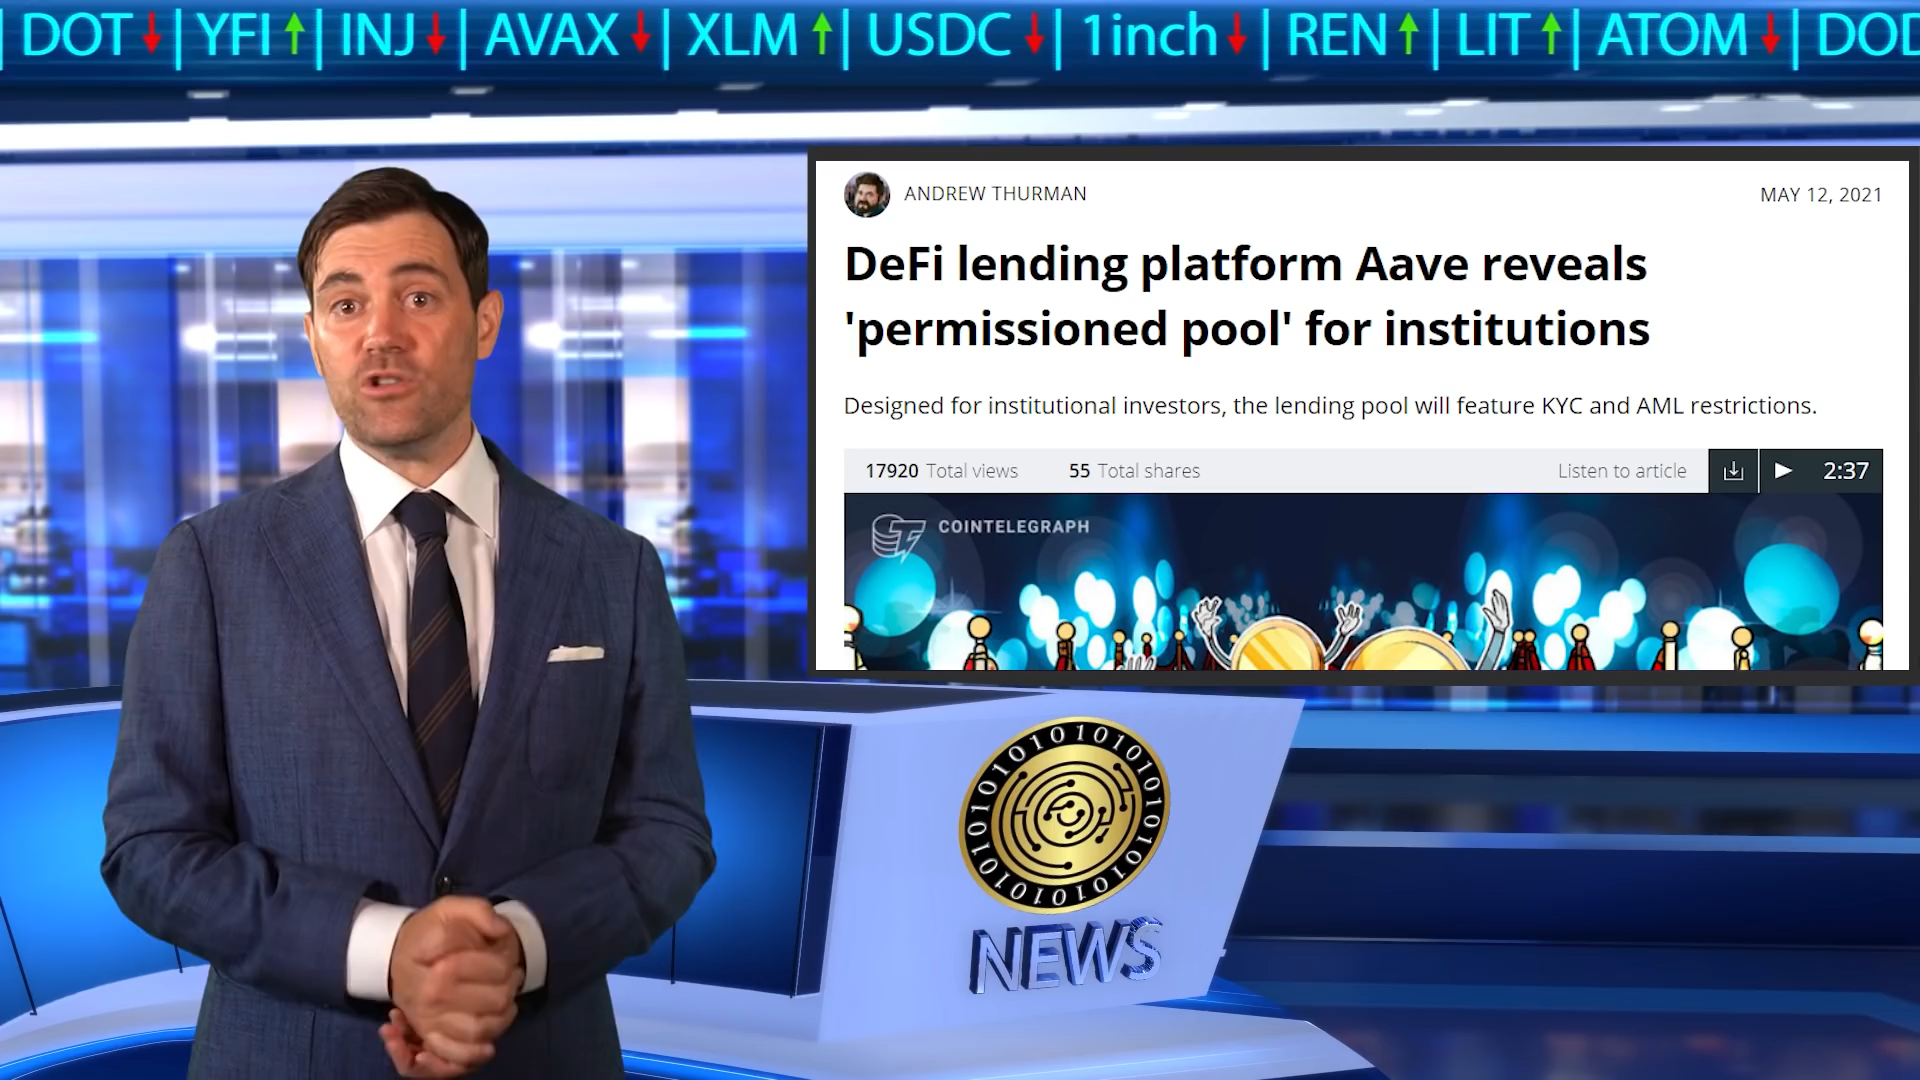 DOT YFI INJ AVAX XLM USDC 1inch REN LIT ATOM
ANDREW THURMAN
MAY 12, 2021
DeFi lending platform Aave reveals
'permissioned pool' for institutions
Designed for institutional investors, the lending pool will feature KYC and AML restrictions.
17920 Total views 55 Total shares Listen to article 2:37
COINTELEGRAPH
NEWS